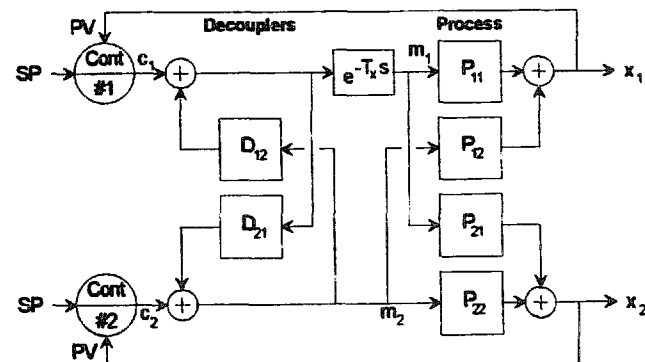 PV Decouplers Process
SP Cont #1 c₁ + e⁻ᵀˣˢ m₁ P₁₁ + x₁
D₁₂ P₁₂
D₂₁ P₂₁
SP Cont #2 c₂ + m₂ P₂₂ + x₂
PV